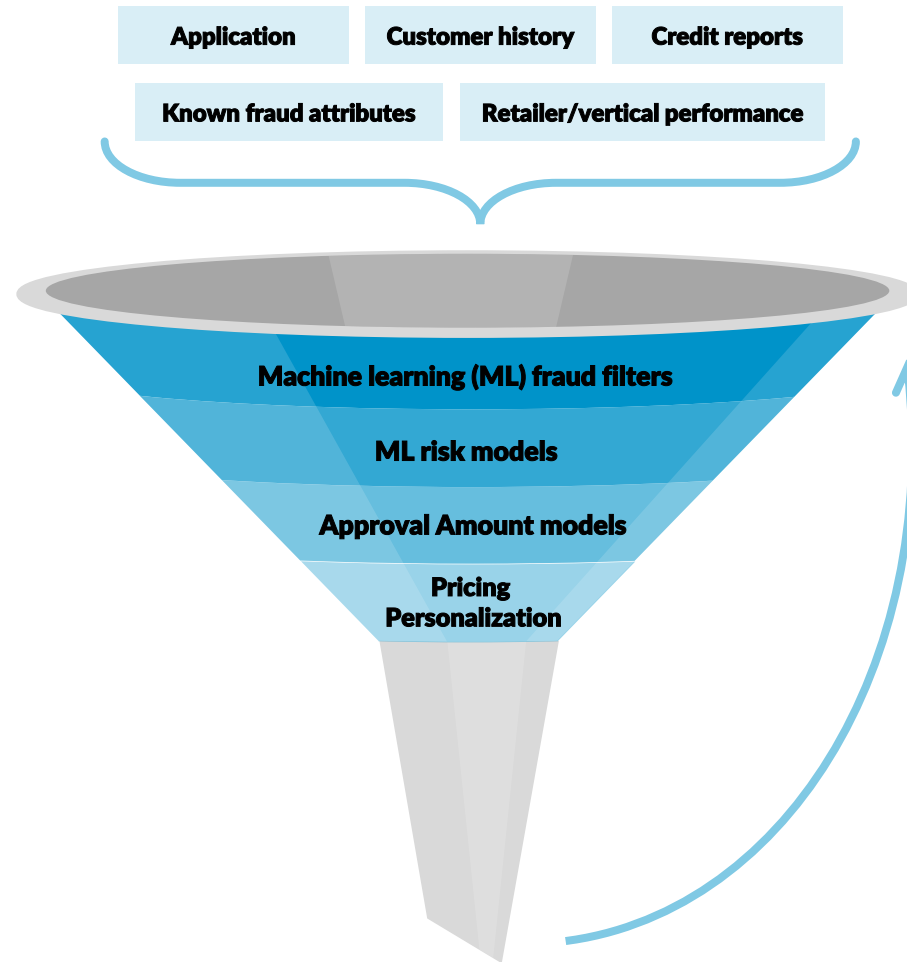 Application
Customer history
Credit reports
Known fraud attributes
Retailer/vertical performance
Machine learning (ML) fraud filters
ML risk models
Approval Amount models
Pricing
Personalization